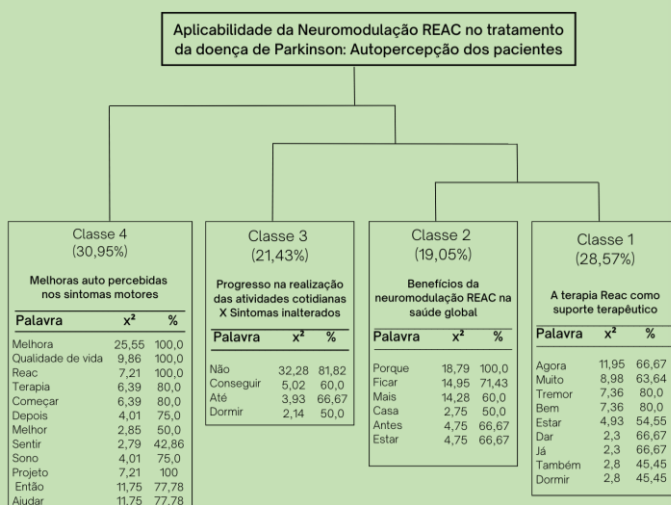 Aplicabilidade da Neuromodulação REAC no tratamento
da doença de Parkinson: Autopercepção dos pacientes
Classe 4
(30,95%)
Melhoras auto percebidas
nos sintomas motores
Palavra x² %
Melhora 25,55 100,0
Qualidade de vida 9,86 100,0
Reac 7,21 100,0
Terapia 6,39 80,0
Começar 6,39 80,0
Depois 4,01 75,0
Melhor 2,85 50,0
Sentir 2,79 42,86
Sono 4,01 75,0
Projeto 7,21 100
Então 11,75 77,78
Ajudar 11,75 77,78
Classe 3
(21,43%)
Progresso na realização
das atividades cotidianas
X Sintomas inalterados
Palavra x² %
Não 32,28 81,82
Conseguir 5,02 60,0
Até 3,93 66,67
Dormir 2,14 50,0
Classe 2
(19,05%)
Benefícios da
neuromodulação REAC na
saúde global
Palavra x² %
Porque 18,79 100,0
Ficar 14,95 71,43
Mais 14,28 60,0
Casa 2,75 50,0
Antes 4,75 66,67
Estar 4,75 66,67
Classe 1
(28,57%)
A terapia Reac como
suporte terapêutico
Palavra x² %
Agora 11,95 66,67
Muito 8,98 63,64
Tremor 7,36 80,0
Bem 7,36 80,0
Estar 4,93 54,55
Dar 2,3 66,67
Já 2,3 66,67
Também 2,8 45,45
Dormir 2,8 45,45